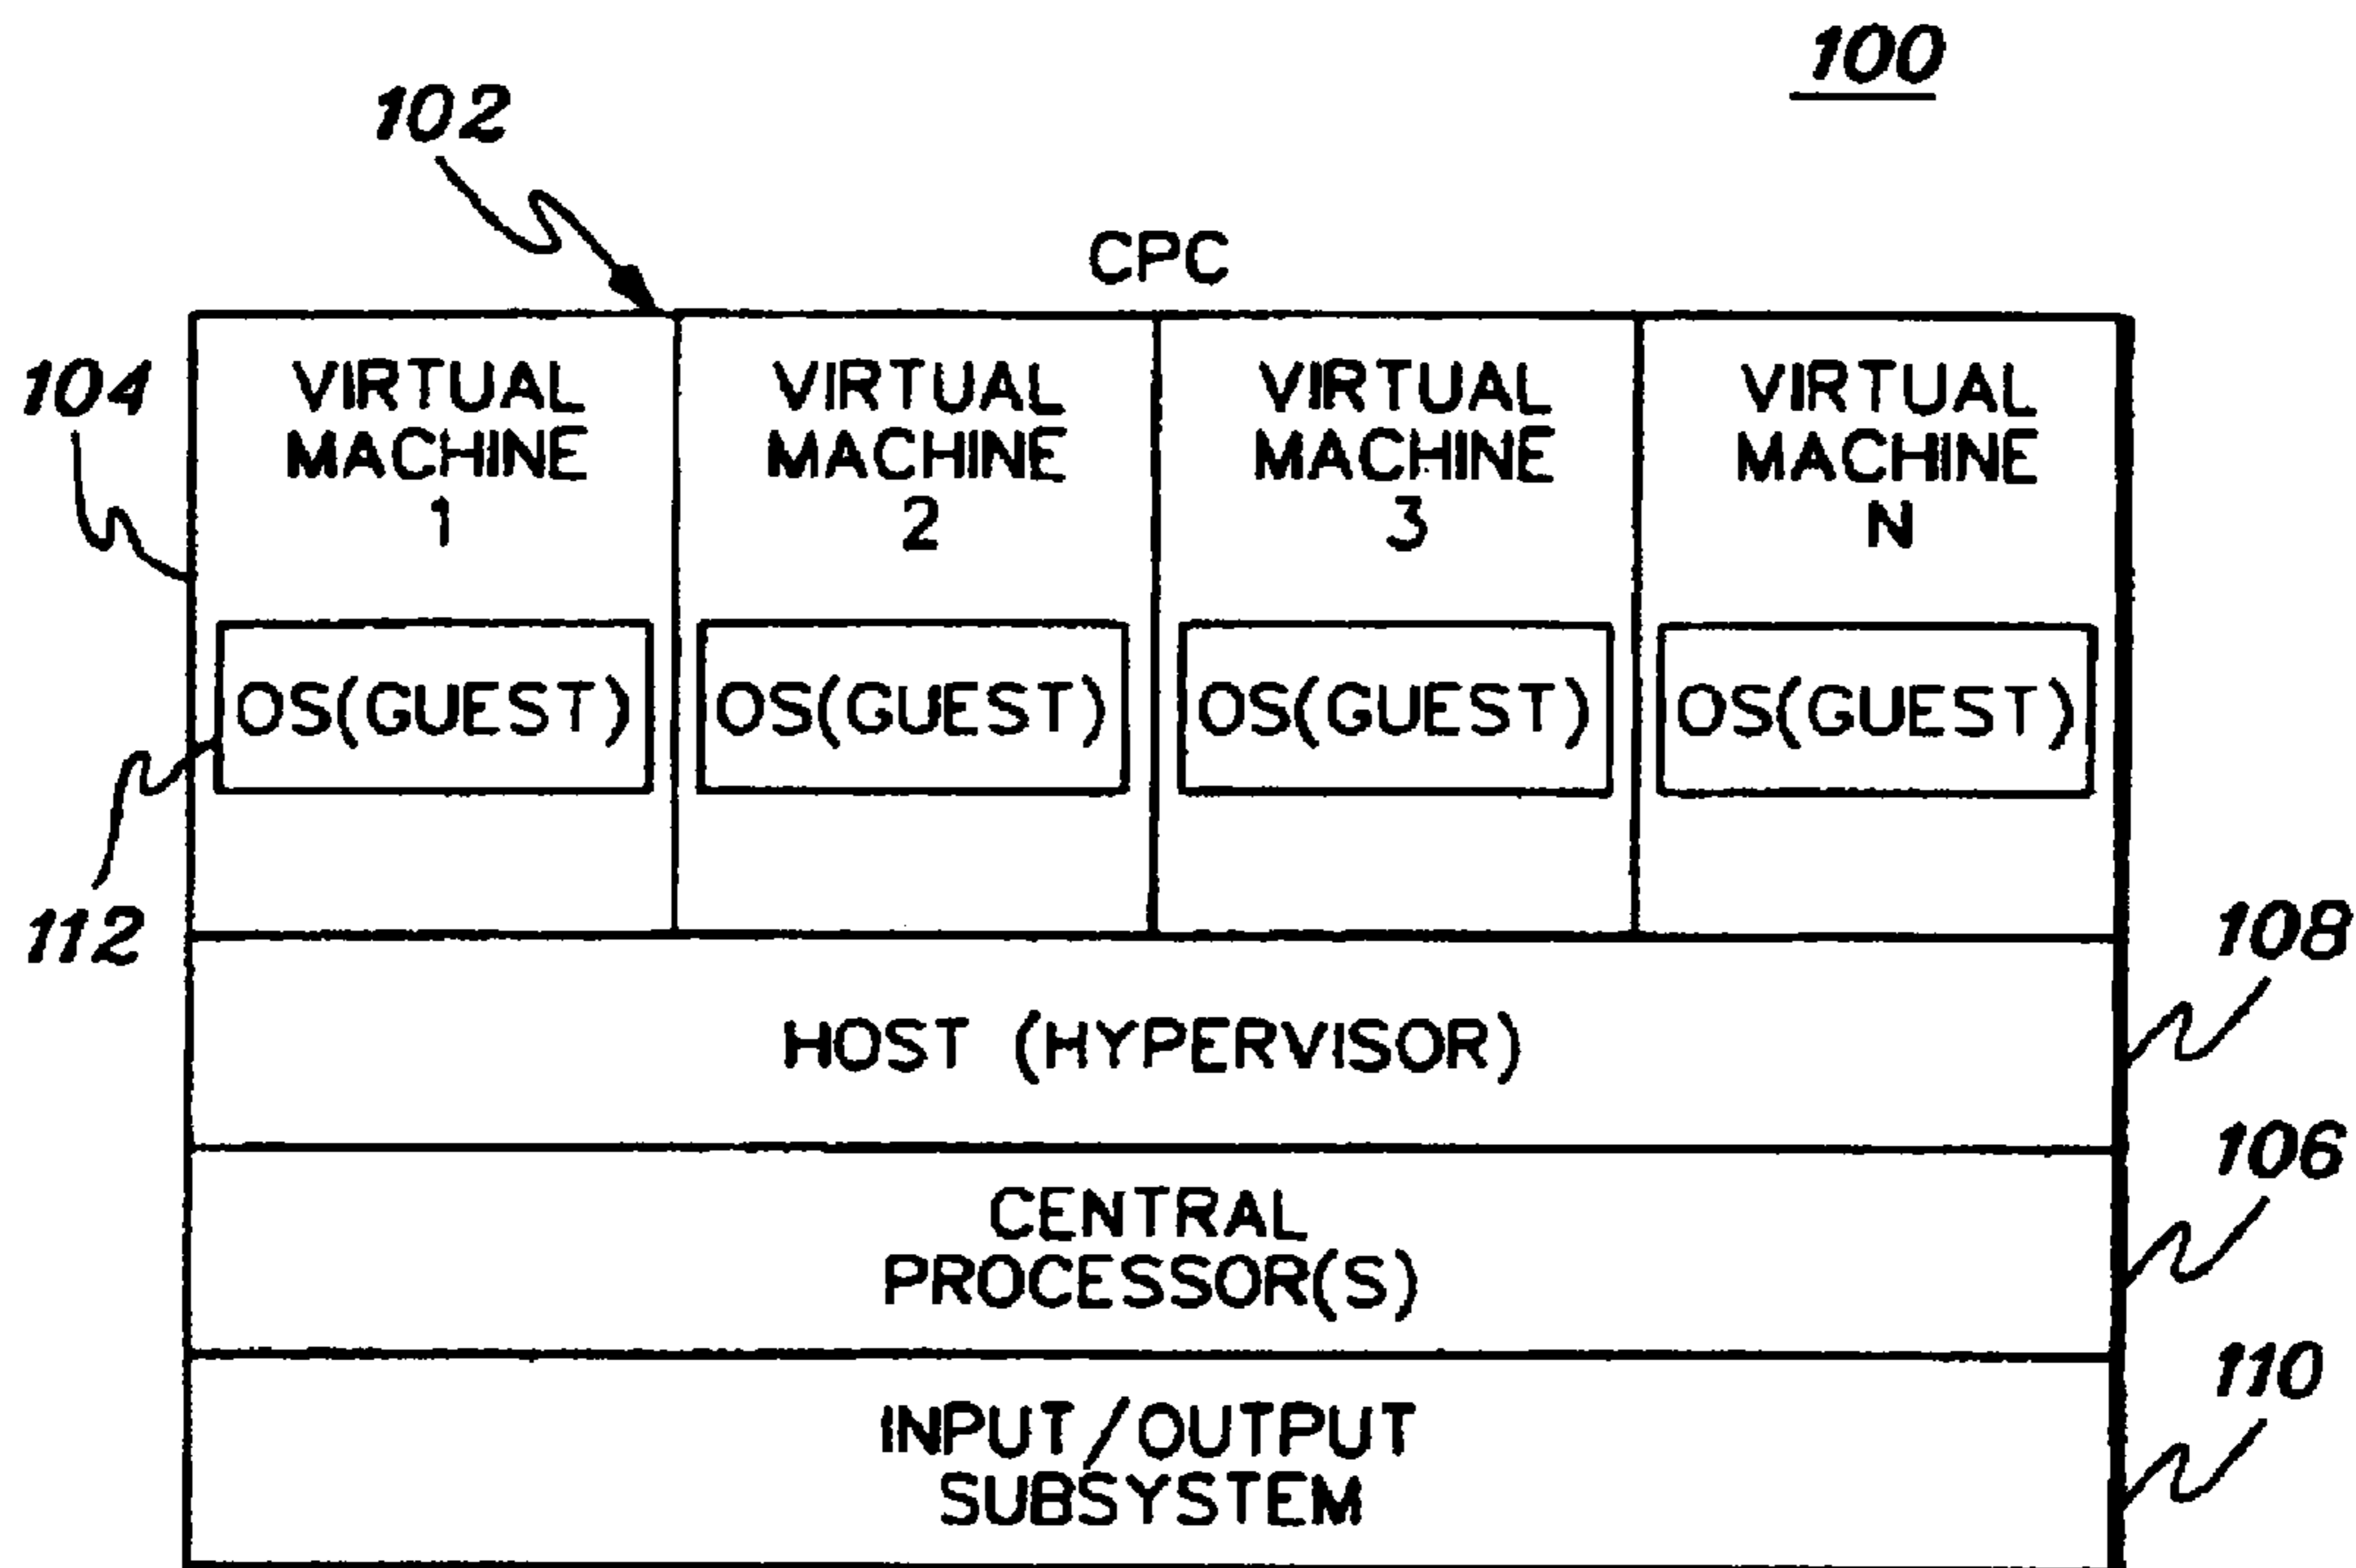 100
102
CPC
104
VIRTUAL MACHINE 1
VIRTUAL MACHINE 2
VIRTUAL MACHINE 3
VIRTUAL MACHINE N
OS(GUEST)
OS(GUEST)
OS(GUEST)
OS(GUEST)
112
108
HOST (HYPERVISOR)
106
CENTRAL
PROCESSOR(S)
110
INPUT/OUTPUT
SUBSYSTEM